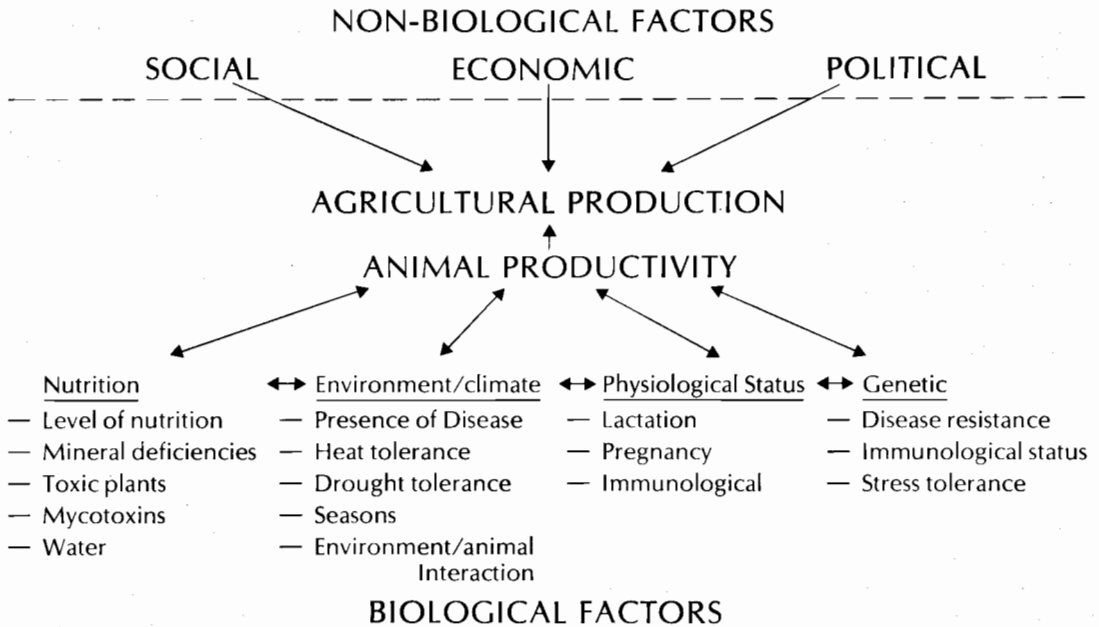 NON-BIOLOGICAL FACTORS
SOCIAL ECONOMIC POLITICAL
AGRICULTURAL PRODUCTION
ANIMAL PRODUCTIVITY
Nutrition
— Level of nutrition
— Mineral deficiencies
— Toxic plants
— Mycotoxins
— Water
Environment/climate
— Presence of Disease
— Heat tolerance
— Drought tolerance
— Seasons
— Environment/animal
Interaction
Physiological Status
— Lactation
— Pregnancy
— Immunological
Genetic
— Disease resistance
— Immunological status
— Stress tolerance
BIOLOGICAL FACTORS